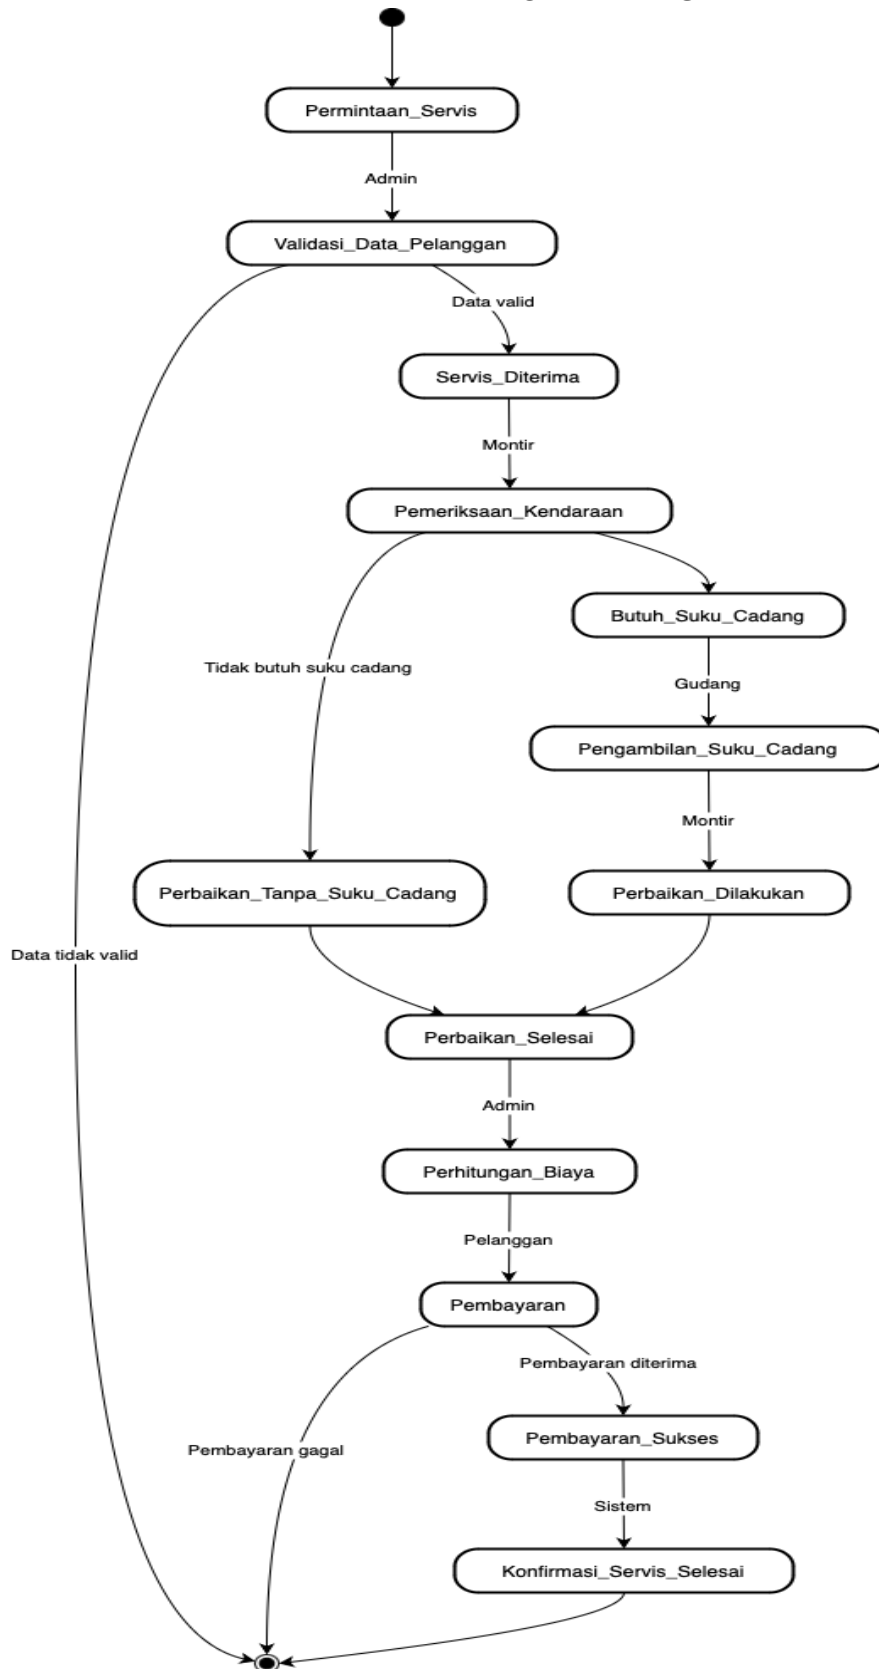 Permintaan_Servis
Admin
Validasi_Data_Pelanggan
Data valid
Servis_Diterima
Montir
Pemeriksaan_Kendaraan
Butuh_Suku_Cadang
Tidak butuh suku cadang
Gudang
Pengambilan_Suku_Cadang
Montir
Perbaikan_Tanpa_Suku_Cadang
Perbaikan_Dilakukan
Data tidak valid
Perbaikan_Selesai
Admin
Perhitungan_Biaya
Pelanggan
Pembayaran
Pembayaran diterima
Pembayaran_Sukses
Pembayaran gagal
Sistem
Konfirmasi_Servis_Selesai